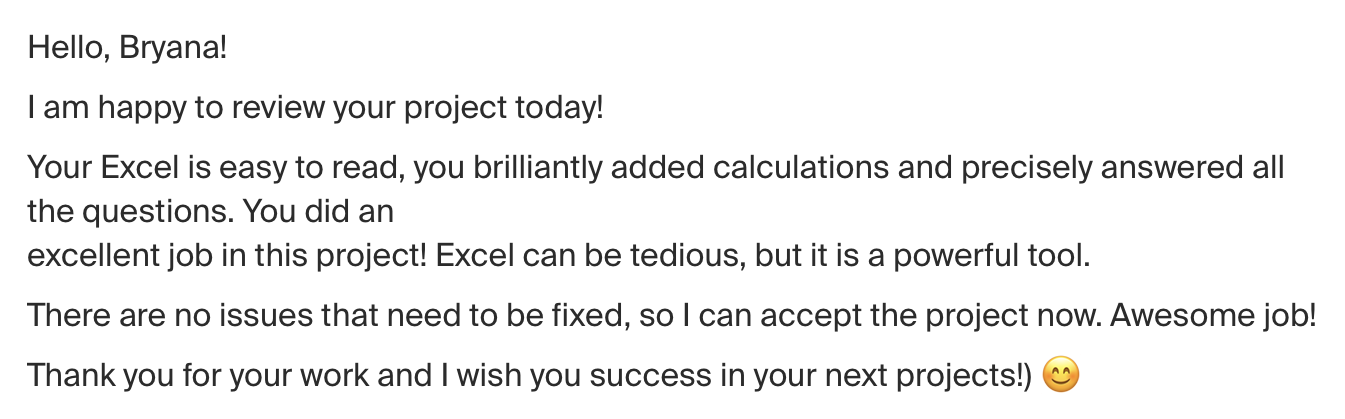 Hello, Bryana!
I am happy to review your project today!
Your Excel is easy to read, you brilliantly added calculations and precisely answered all
the questions. You did an
excellent job in this project! Excel can be tedious, but it is a powerful tool.
There are no issues that need to be fixed, so I can accept the project now. Awesome job!
Thank you for your work and I wish you success in your next projects!) 😊